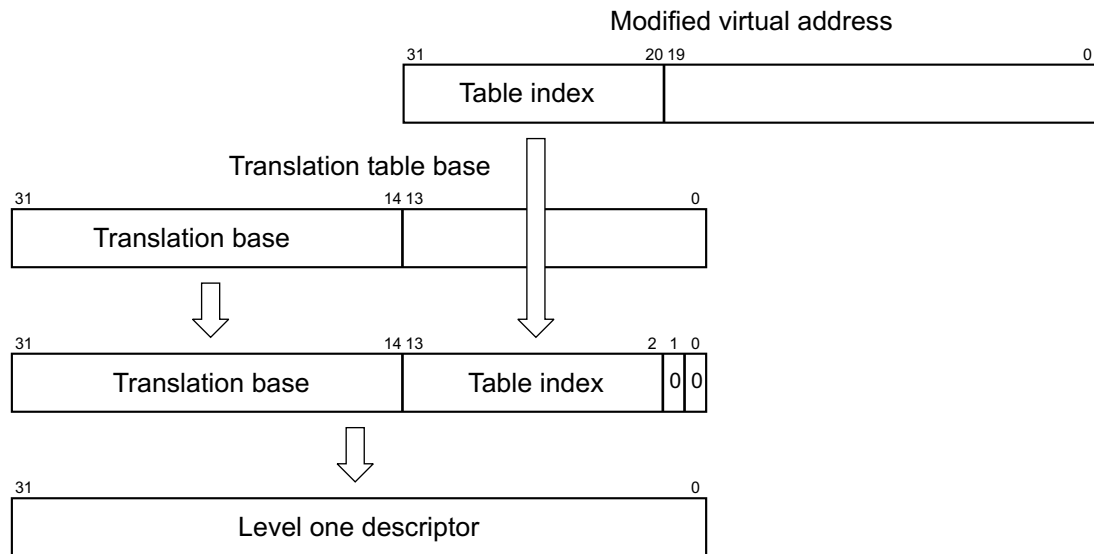 Modified virtual address
31 20 19 0
Table index
Translation table base
31 14 13 0
Translation base
31 14 13 2 1 0
Translation base Table index 0 0
31 0
Level one descriptor